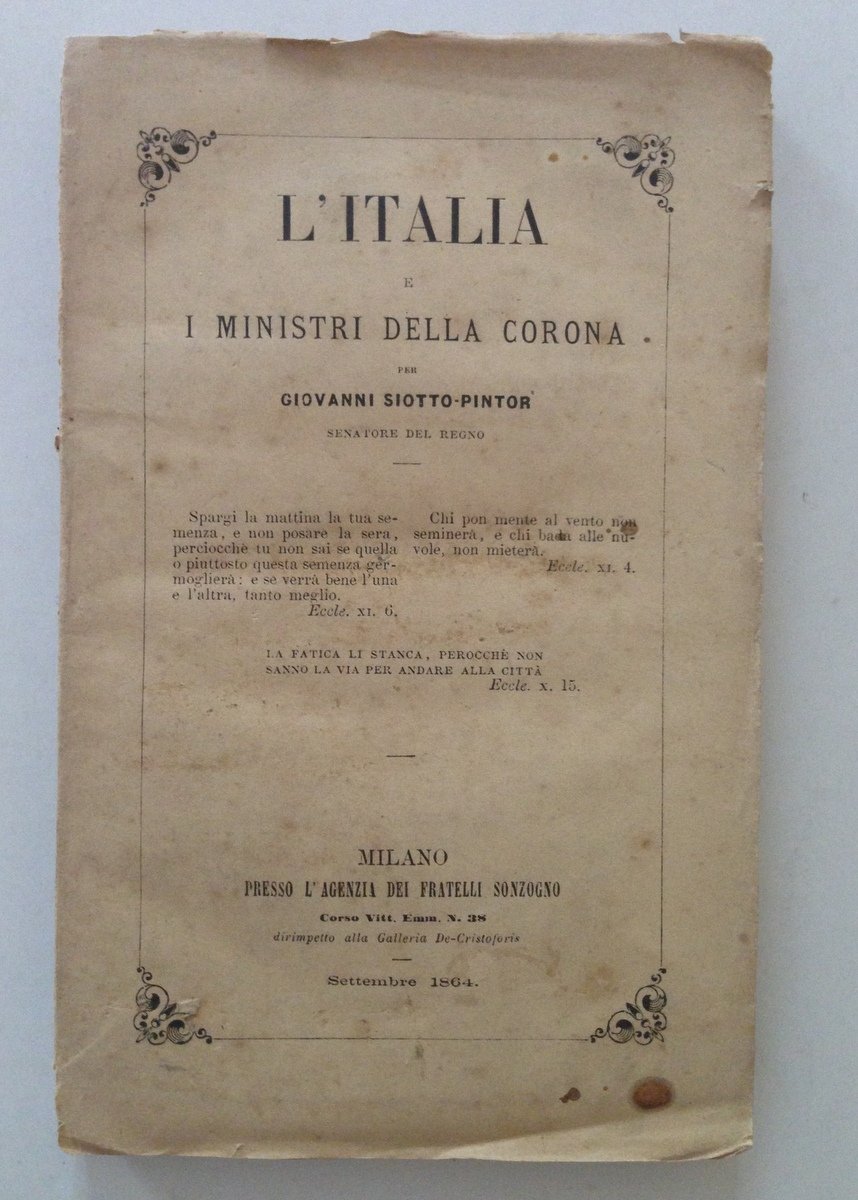 L'ITALIA
E
I MINISTRI DELLA CORONA
PER
GIOVANNI SIOTTO-PINTOR
SENATORE DEL REGNO
Spargi la mattina la tua se-
menza, e non posare la sera,
perciocchè tu non sai se quella
o piuttosto questa semenza ger-
moglierà: e se verrà bene l'una
e l'altra, tanto meglio.
Eccle. XI. 6.
Chi pon mente al vento non
seminerà, e chi bada alle nu-
vole, non mieterà.
Eccle. XI. 4.
LA FATICA LI STANCA, PEROCCHÈ NON
SANNO LA VIA PER ANDARE ALLA CITTÀ
Eccle. X. 15.
MILANO
PRESSO L'AGENZIA DEI FRATELLI SONZOGNO
Corso Vitt. Emm. N. 38
dirimpetto alla Galleria De-Cristoforis
Settembre 1864.